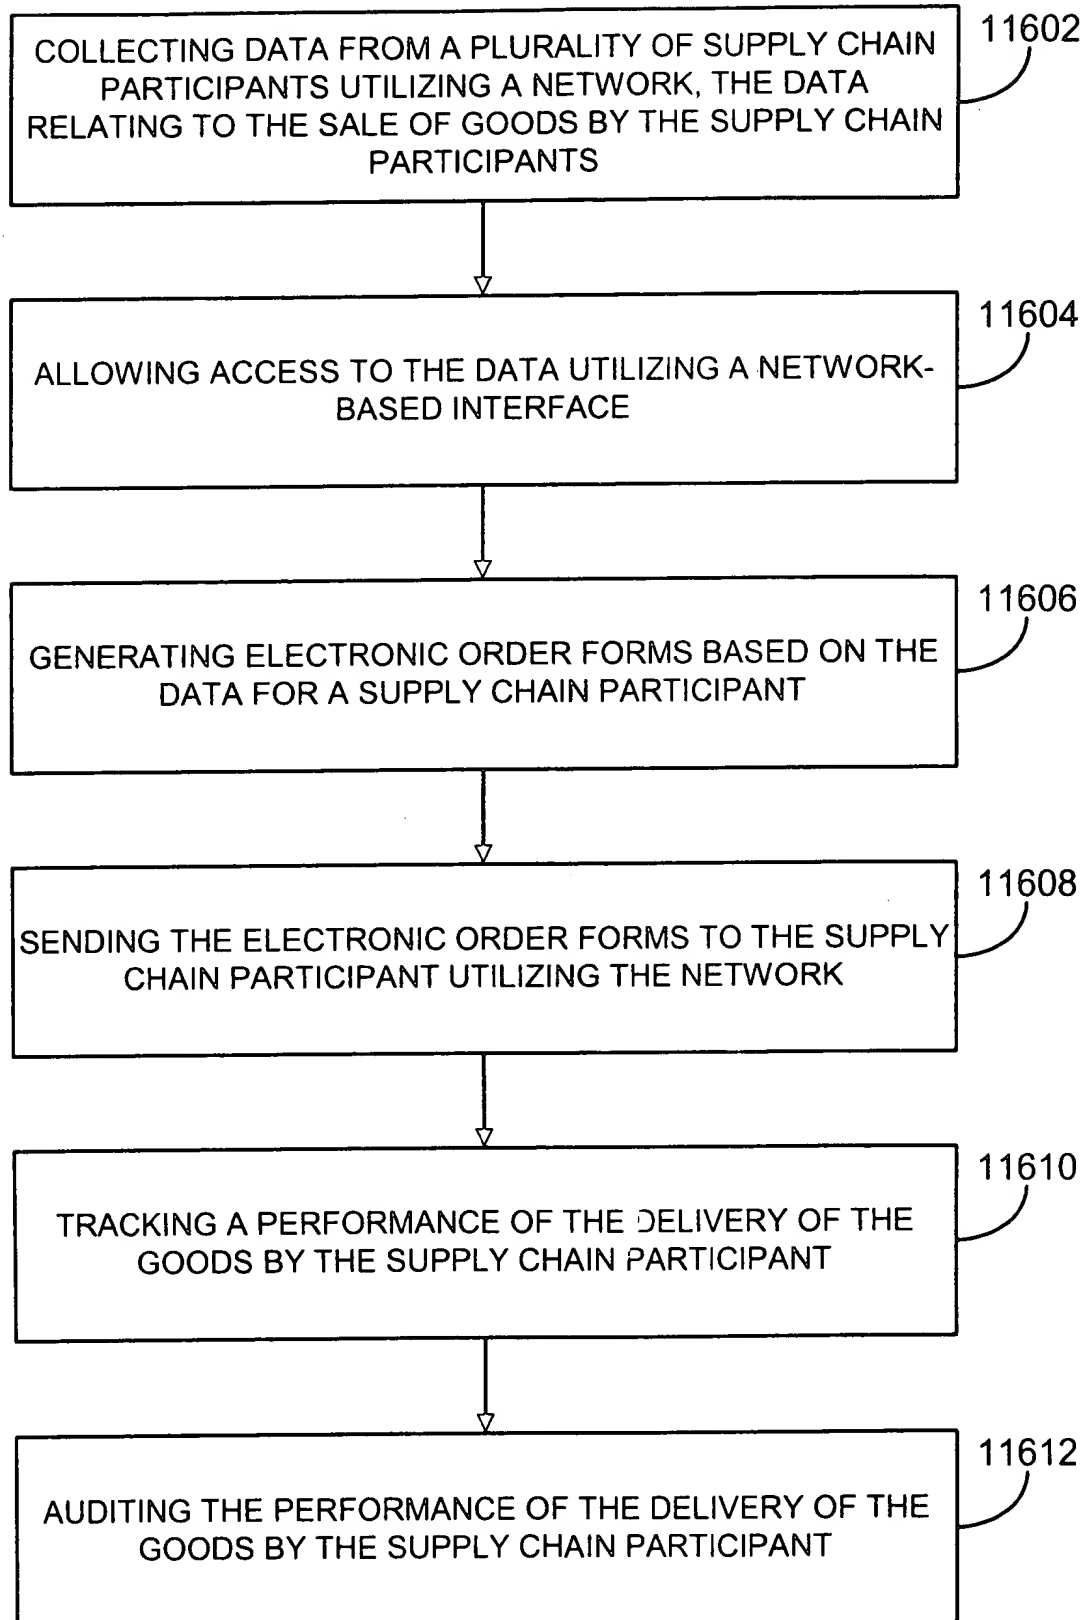 11602
COLLECTING DATA FROM A PLURALITY OF SUPPLY CHAIN
PARTICIPANTS UTILIZING A NETWORK, THE DATA
RELATING TO THE SALE OF GOODS BY THE SUPPLY CHAIN
PARTICIPANTS
11604
ALLOWING ACCESS TO THE DATA UTILIZING A NETWORK-
BASED INTERFACE
11606
GENERATING ELECTRONIC ORDER FORMS BASED ON THE
DATA FOR A SUPPLY CHAIN PARTICIPANT
11608
SENDING THE ELECTRONIC ORDER FORMS TO THE SUPPLY
CHAIN PARTICIPANT UTILIZING THE NETWORK
11610
TRACKING A PERFORMANCE OF THE DELIVERY OF THE
GOODS BY THE SUPPLY CHAIN PARTICIPANT
11612
AUDITING THE PERFORMANCE OF THE DELIVERY OF THE
GOODS BY THE SUPPLY CHAIN PARTICIPANT